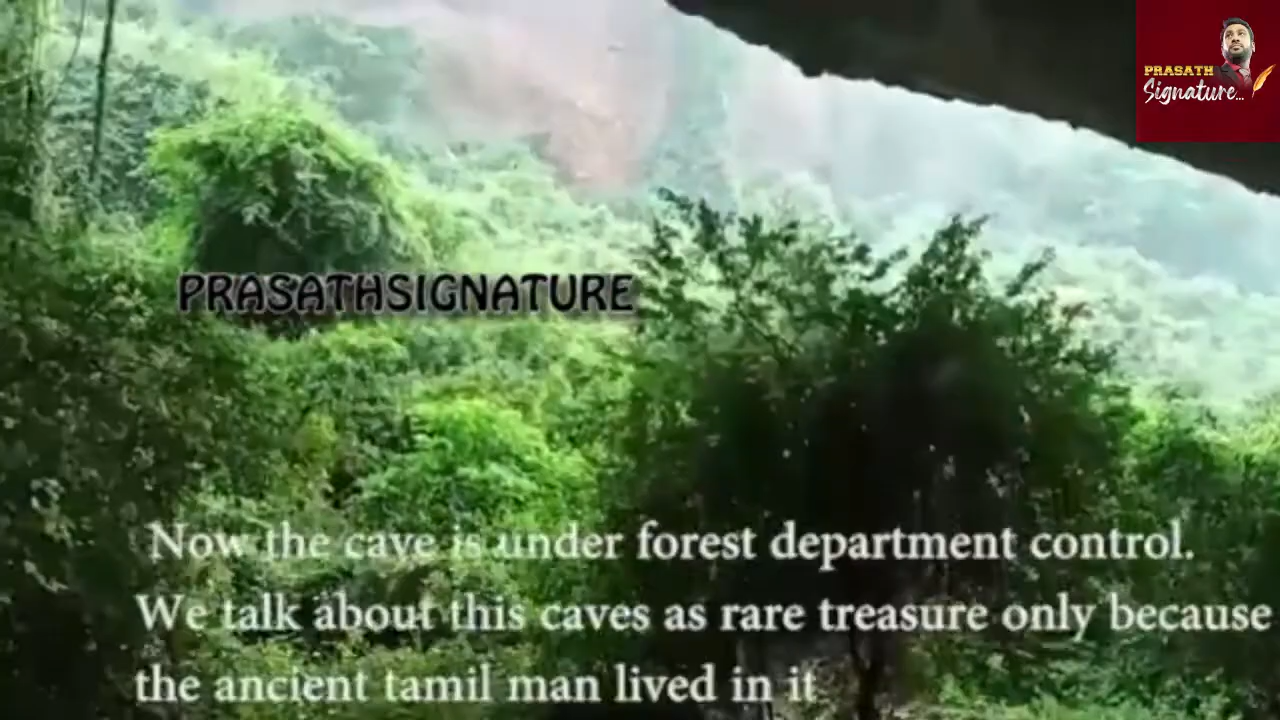 PRASATH
Signature...
PRASATHSIGNATURE
Now the cave is under forest department control.
We talk about this caves as rare treasure only because
the ancient tamil man lived in it